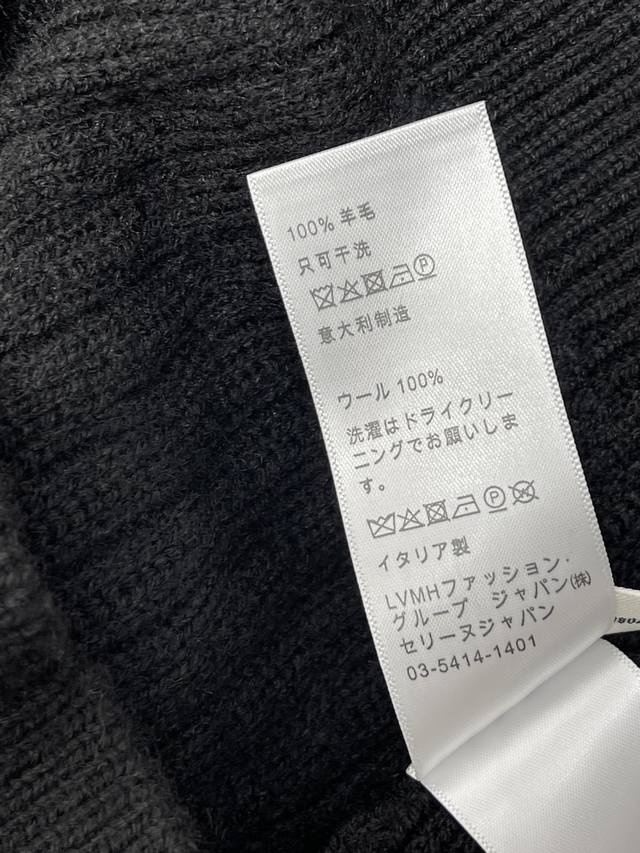 100% 羊毛
只可干洗
P
意大利制造
ウール 100%
洗濯はドライクリー
ニングでお願いしま
す。
P W
イタリア製
LVMHファッション.
グループ ジャパン(株)
セリーヌジャパン
03-5414-1401